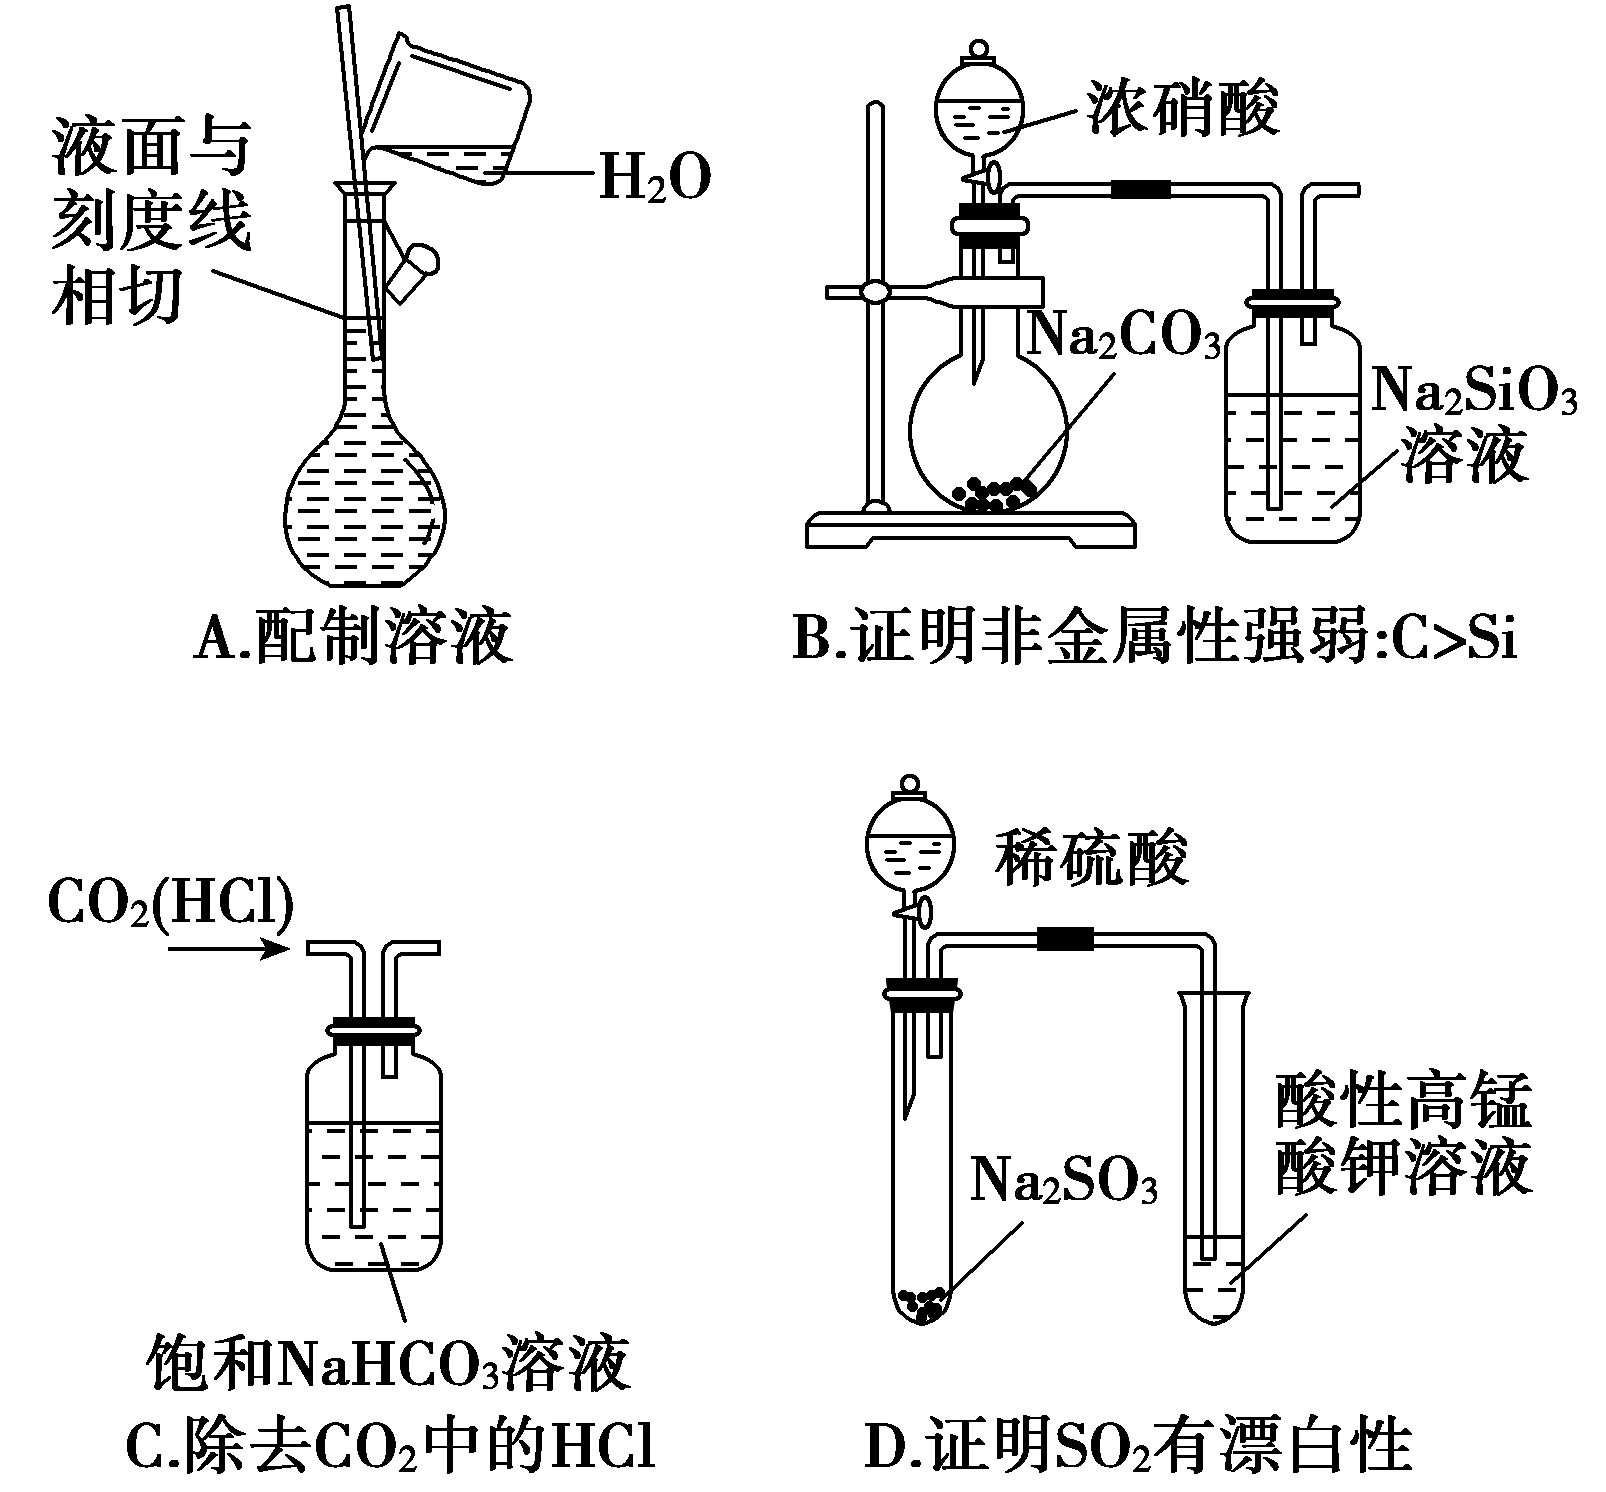 液面与
刻度线
相切
H₂O
A.配制溶液
浓硝酸
Na₂CO₃
Na₂SiO₃
溶液
B.证明非金属性强弱:C>Si
CO₂(HCl)
饱和NaHCO₃溶液
C.除去CO₂中的HCl
稀硫酸
Na₂SO₃
酸性高锰
酸钾溶液
D.证明SO₂有漂白性